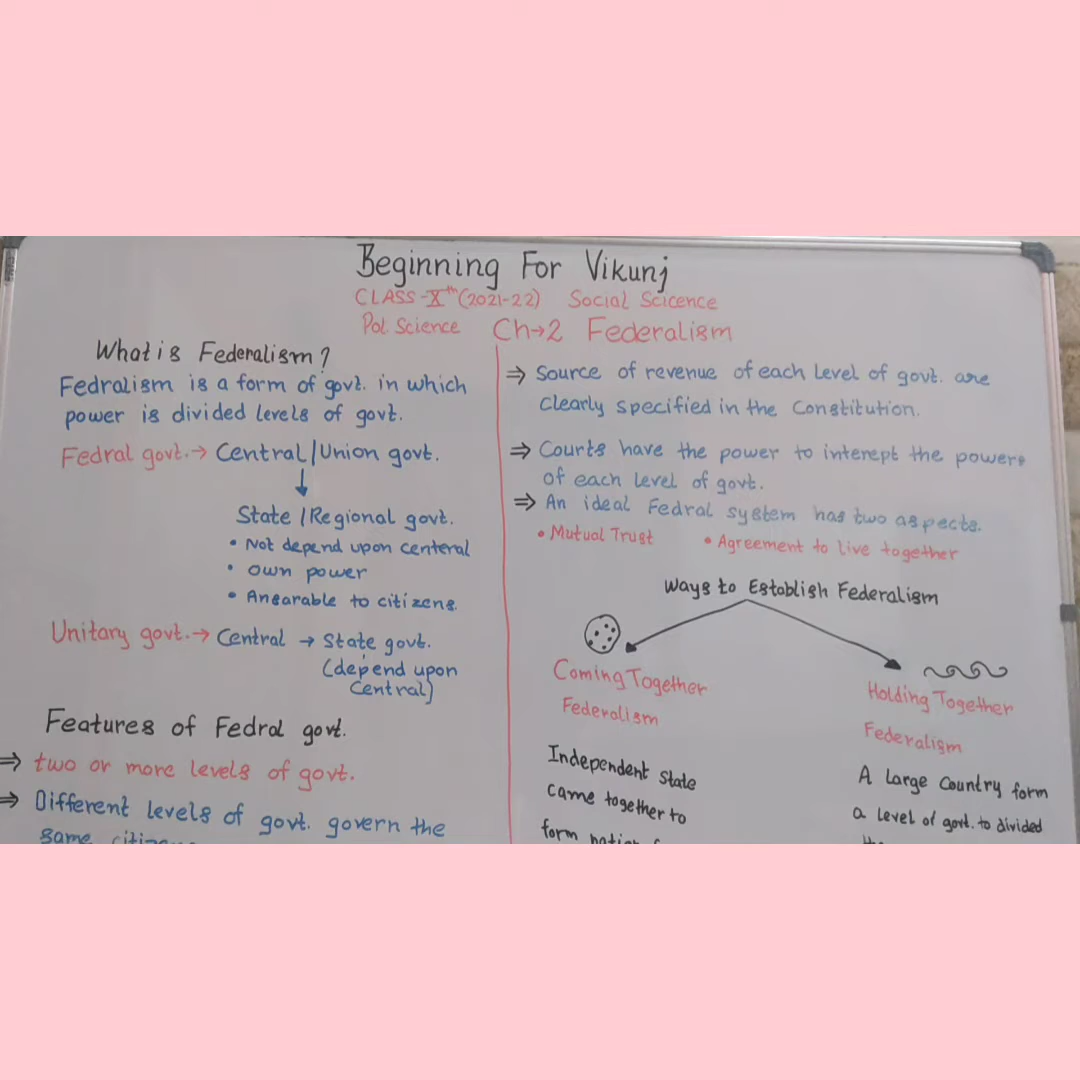 Beginning For Vikunj
CLASS-Xth (2021-22) Social Scicence
Pol. Science Ch→2 Federalism
What is Federalism?
Fedralism is a form of govt. in which
power is divided levels of govt.
Fedral govt.→ Central/Union govt.
↓
State/Regional govt.
• Not depend upon centeral
• own power
• Ansarable to citizens.
Unitary govt.→ Central → State govt.
(depend upon
Central)
Features of Fedral govt.
⇒ two or more levels of govt.
⇒ Different levels of govt. govern the
same
⇒ Source of revenue of each Level of govt. are
clearly specified in the Constitution.
⇒ Courts have the power to interept the powers
of each level of govt.
⇒ An ideal Fedral system has two aspects.
• Mutual Trust • Agreement to live together
Ways to Establish Federalism
Coming Together
Federalism
Independent State
came together to
form
Holding Together
Federalism
A Large Country form
a level of govt. to divided